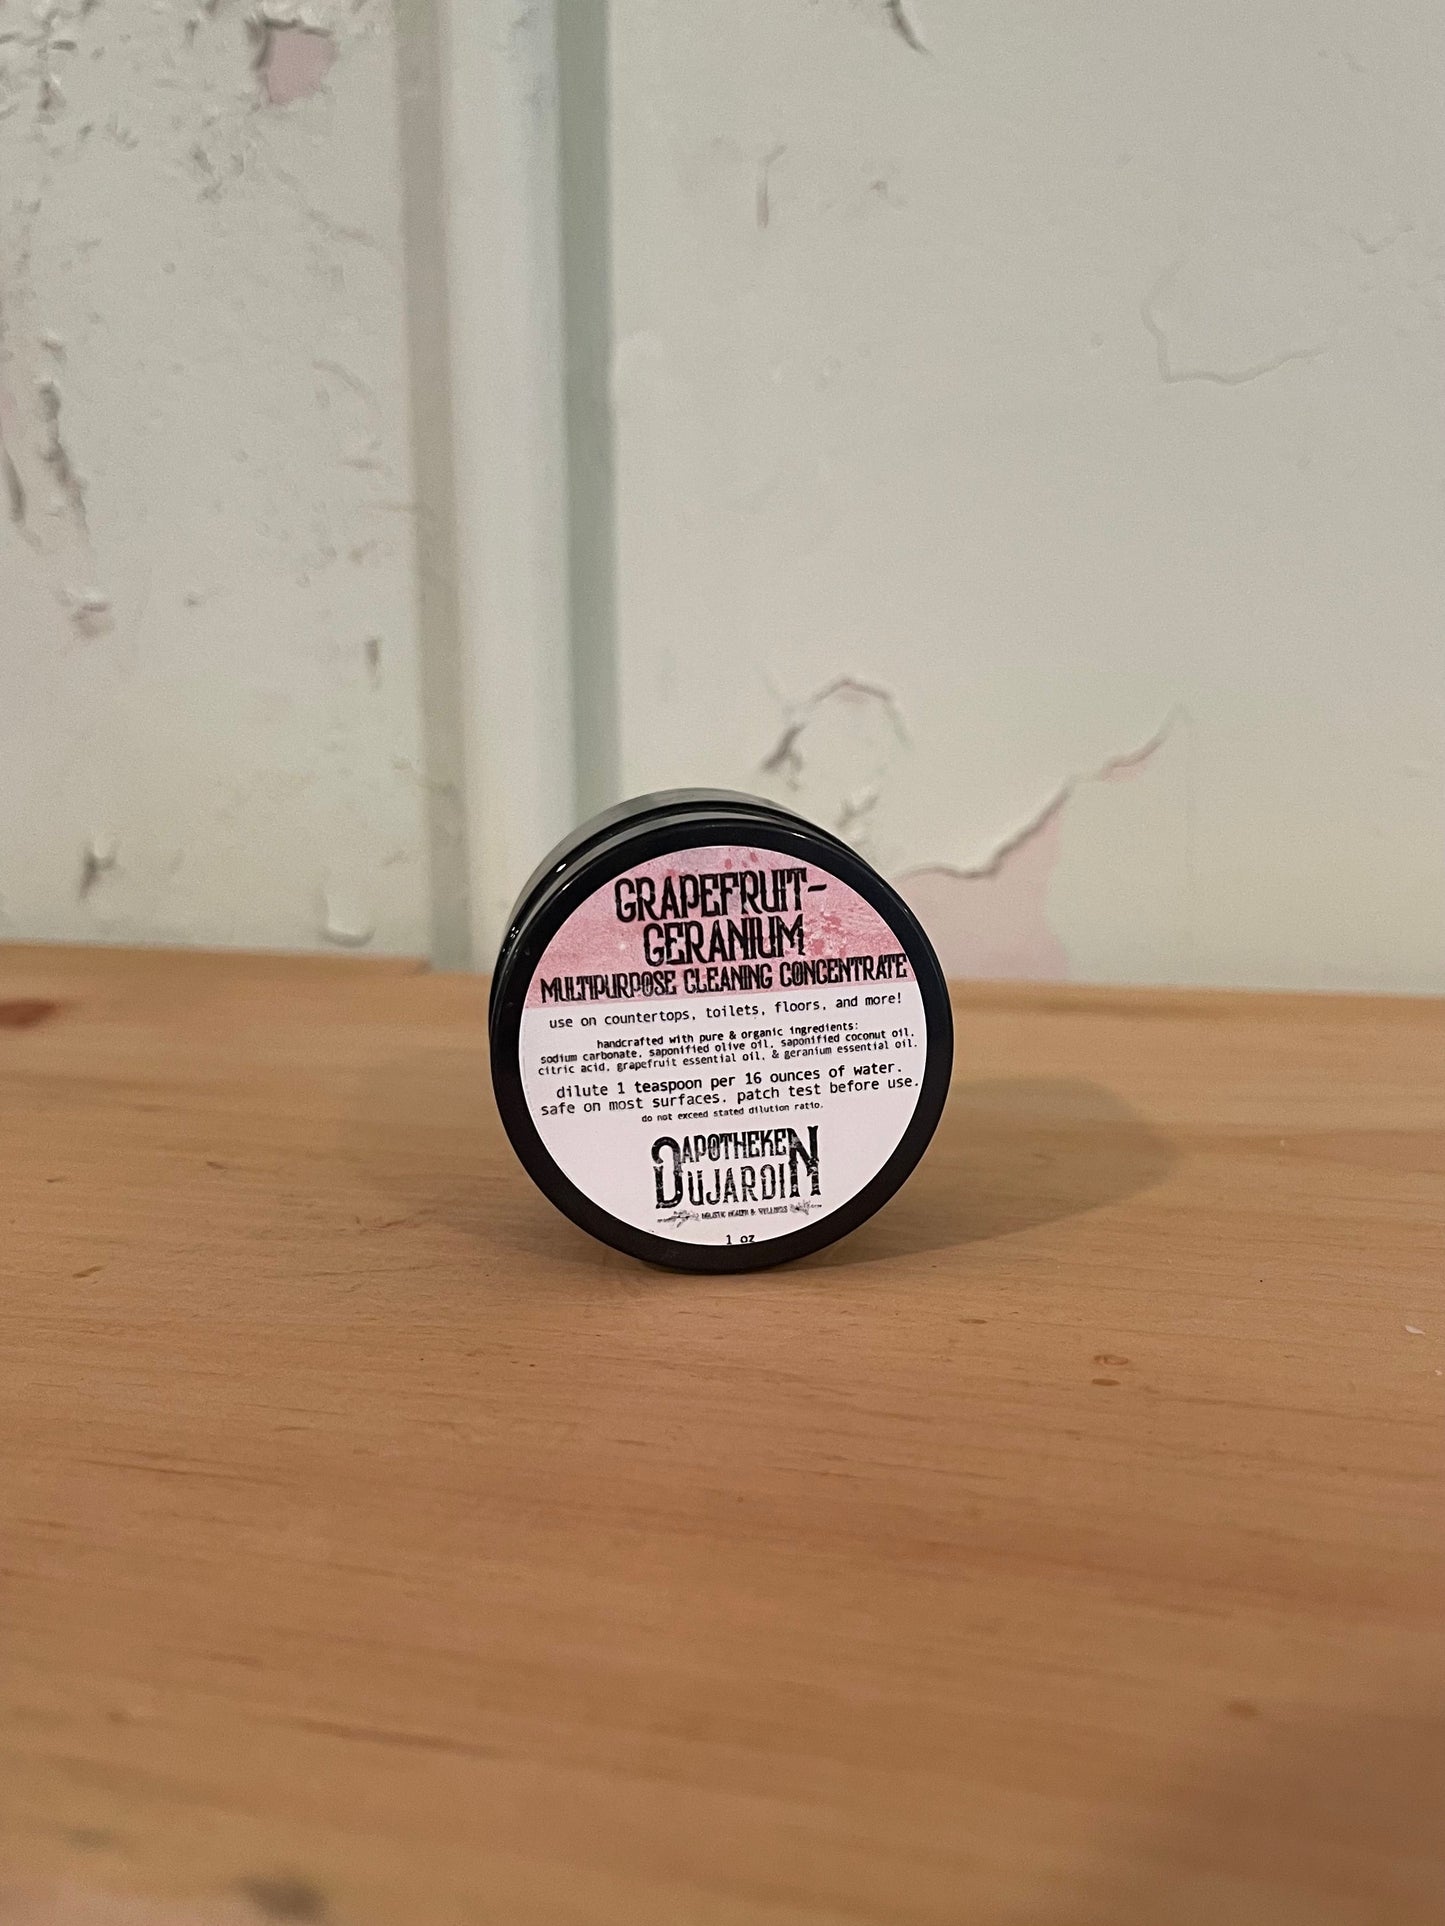 GRAPEFRUIT-
GERANIUM
MULTIPURPOSE CLEANING CONCENTRATE
use on countertops, toilets, floors, and more!
handcrafted with pure & organic ingredients:
sodium carbonate, saponified olive oil, saponified coconut oil,
citric acid, grapefruit essential oil, & geranium essential oil.
dilute 1 teaspoon per 16 ounces of water.
safe on most surfaces. patch test before use.
do not exceed stated dilution ratio.
APOTHEKEN
DUJARDIN
HOLISTIC HEALTH & WELLNESS
1 oz